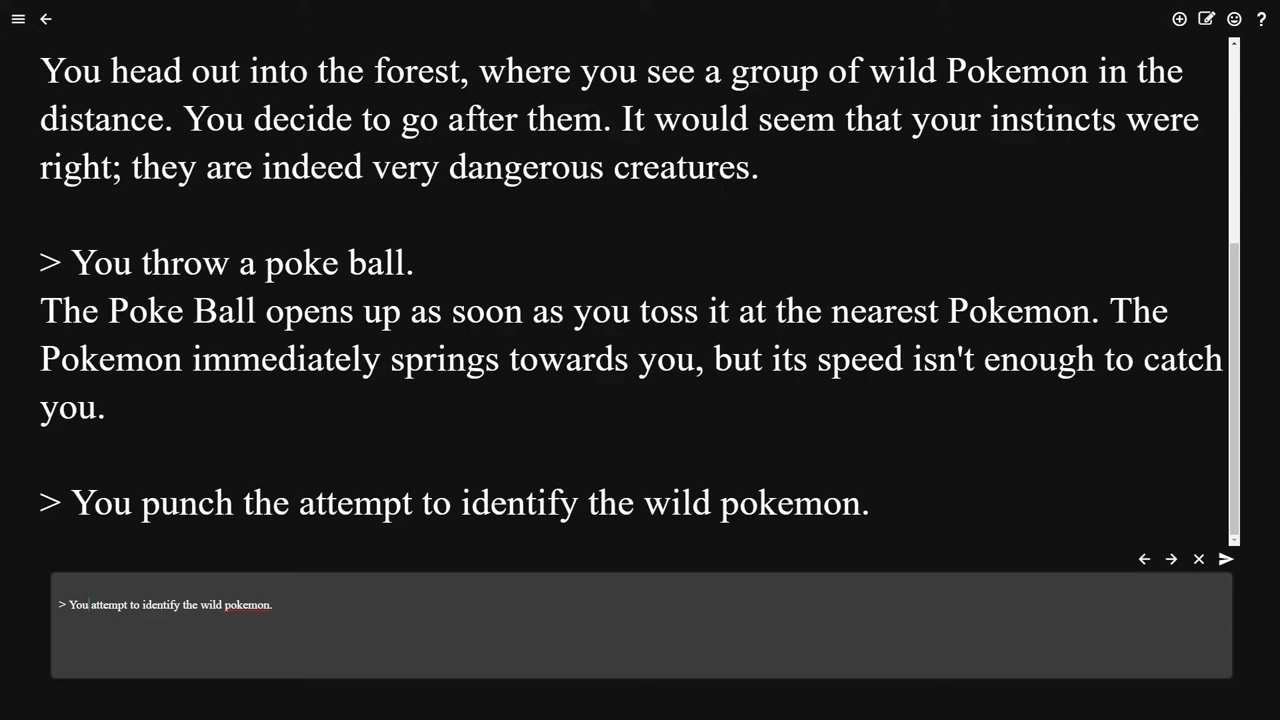 You head out into the forest, where you see a group of wild Pokemon in the
distance. You decide to go after them. It would seem that your instincts were
right; they are indeed very dangerous creatures.
> You throw a poke ball.
The Poke Ball opens up as soon as you toss it at the nearest Pokemon. The
Pokemon immediately springs towards you, but its speed isn't enough to catch
you.
> You punch the attempt to identify the wild pokemon.
> You attempt to identify the wild pokemon.